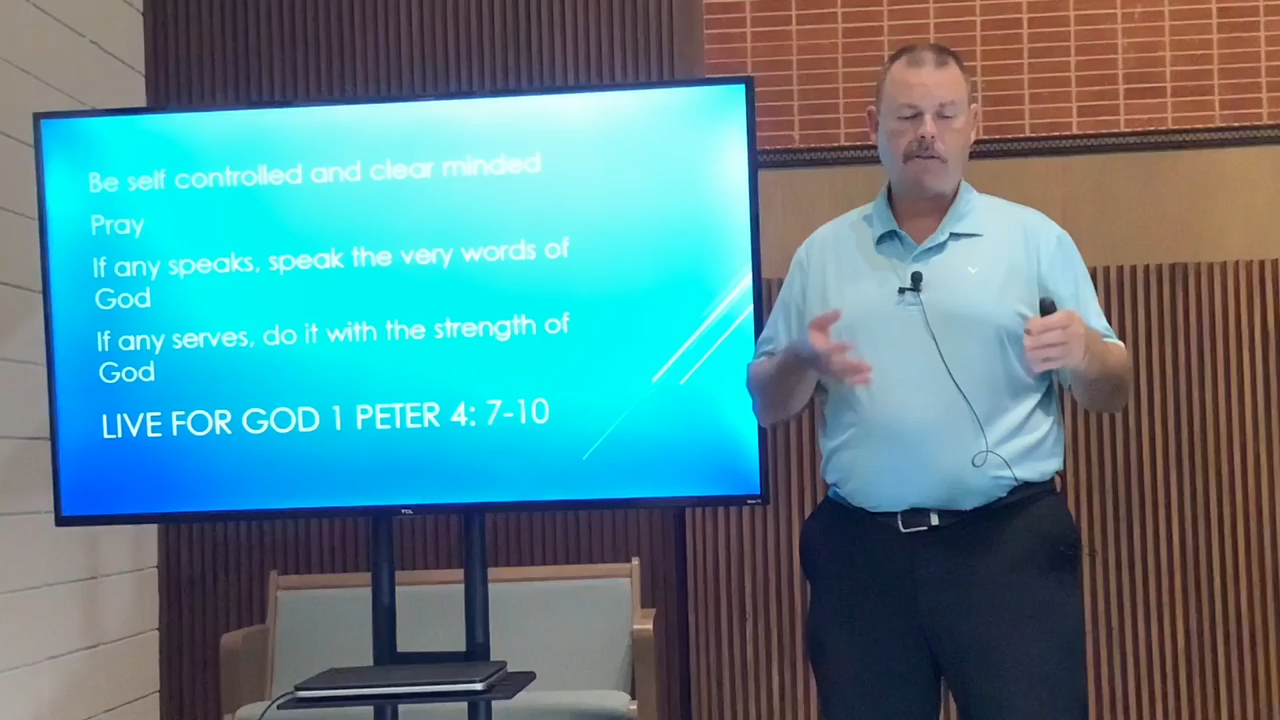 Be self controlled and clear minded
Pray
If any speaks, speak the very words of
God
If any serves, do it with the strength of
God
LIVE FOR GOD 1 PETER 4: 7-10
TCL